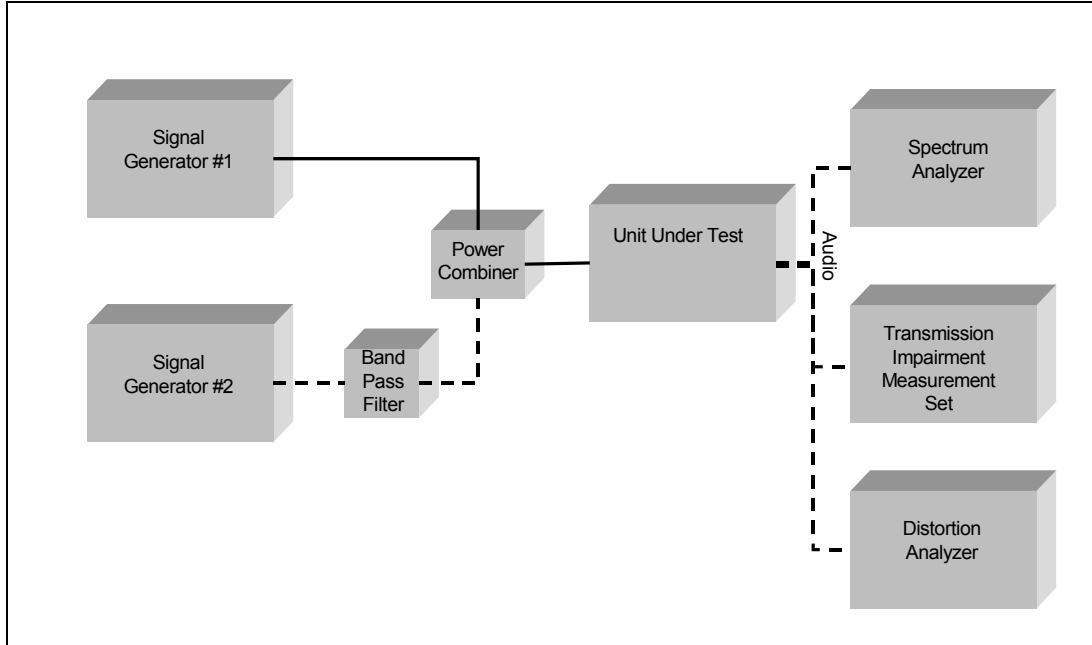 Signal
Generator #1
Spectrum
Analyzer
Power
Combiner
Unit Under Test
Audio
Signal
Generator #2
Band
Pass
Filter
Transmission
Impairment
Measurement
Set
Distortion
Analyzer